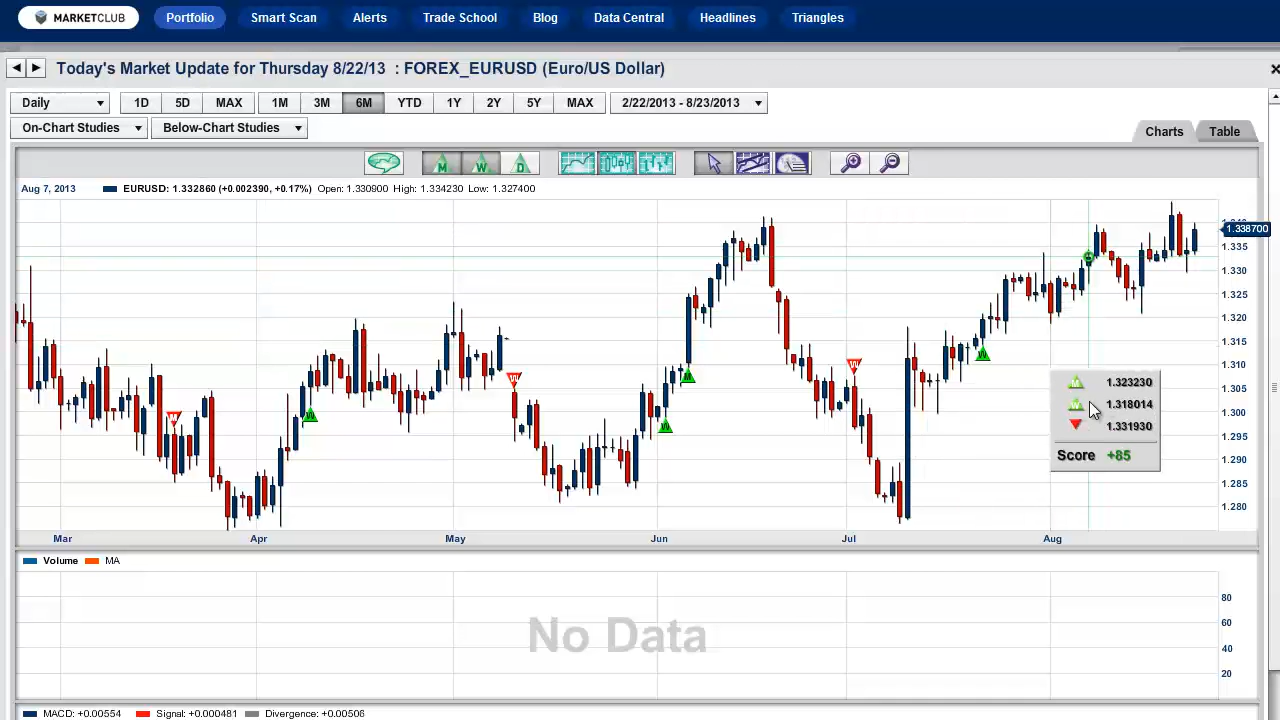 MARKETCLUB Portfolio Smart Scan Alerts Trade School Blog Data Central Headlines Triangles
Today's Market Update for Thursday 8/22/13 : FOREX_EURUSD (Euro/US Dollar)
Daily 1D 5D MAX 1M 3M 6M YTD 1Y 2Y 5Y MAX 2/22/2013 - 8/23/2013
On-Chart Studies Below-Chart Studies Charts Table
M W D
Aug 7, 2013 EURUSD: 1.332860 (+0.002390, +0.17%) Open: 1.330900 High: 1.334230 Low: 1.327400
1.338700
1.335
1.330
1.325
1.320
1.315
1.310
1.305
1.300
1.295
1.290
1.285
1.280
M 1.323230
W 1.318014
1.331930
Score +85
Mar Apr May Jun Jul Aug
Volume MA
80
60
No Data
40
20
MACD: +0.00554 Signal: +0.000481 Divergence: +0.00506